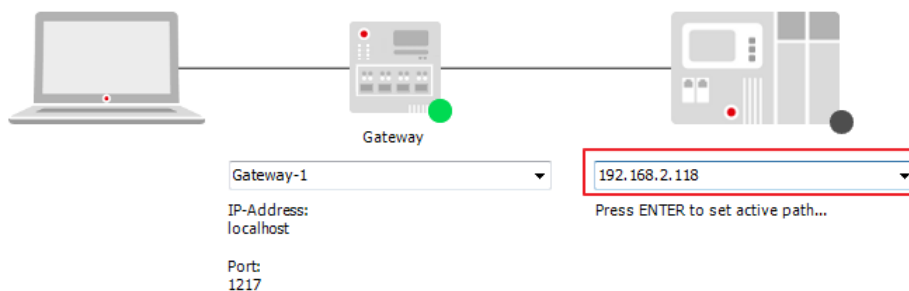 Gateway
Gateway-1
192.168.2.118
IP-Address:
localhost
Press ENTER to set active path...
Port:
1217